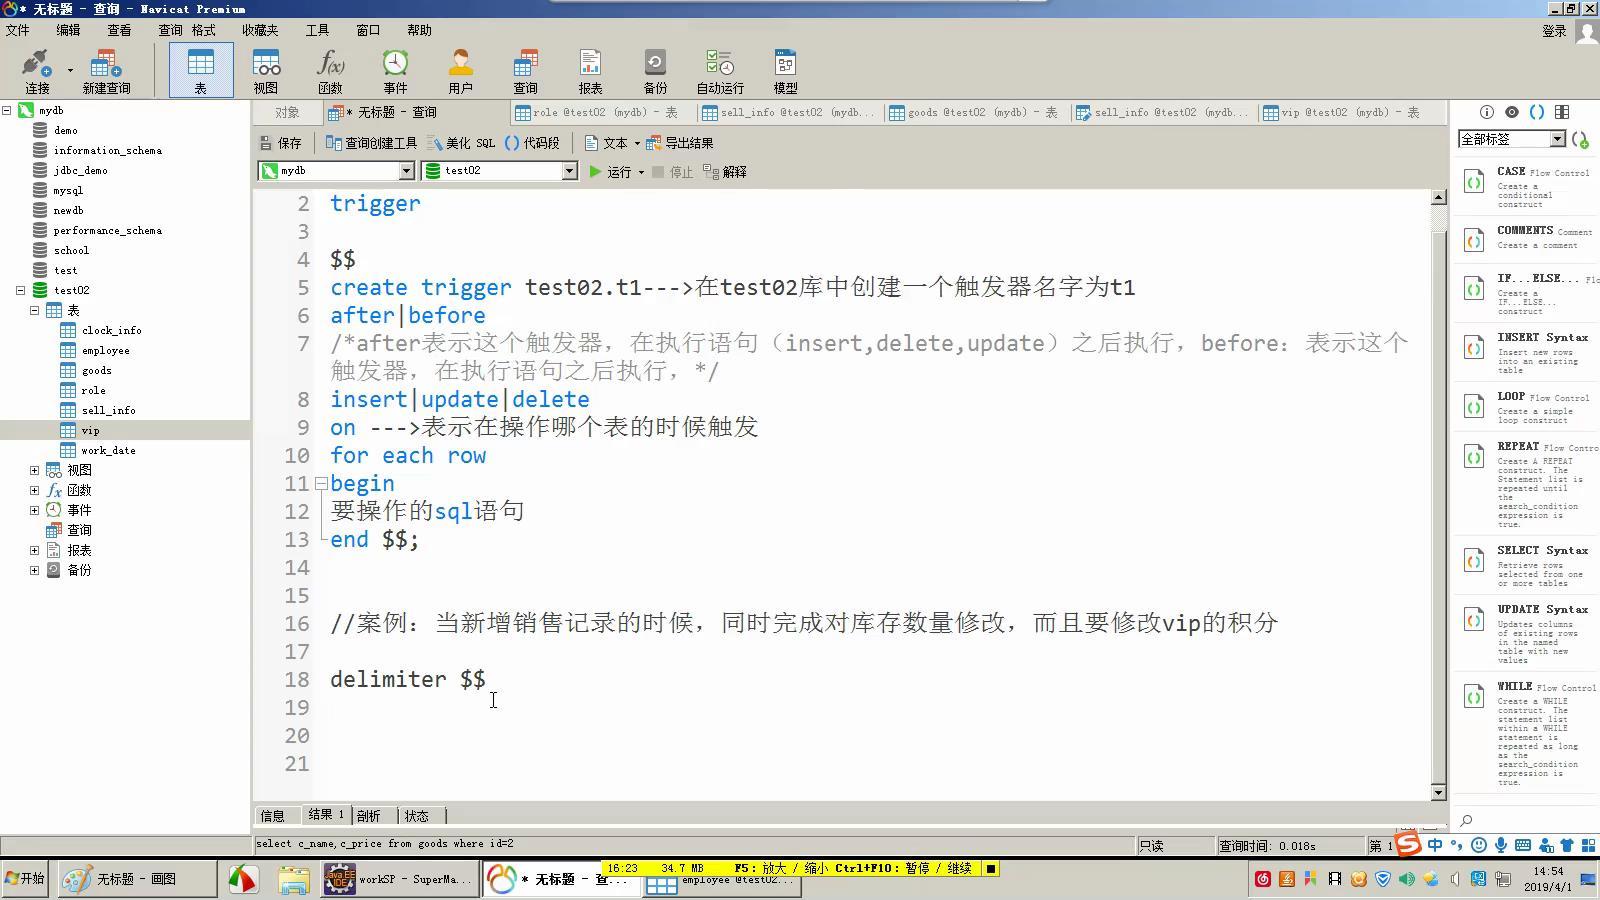 * 无标题 - 查询 - Navicat Premium
文件 编辑 查看 查询 格式 收藏夹 工具 窗口 帮助 登录
连接 新建查询 表 视图 函数 事件 用户 查询 报表 备份 自动运行 模型
mydb
demo
information_schema
jdbc_demo
mysql
newdb
performance_schema
school
test
test02
表
clock_info
employee
goods
role
sell_info
vip
work_date
视图
函数
事件
查询
报表
备份
对象 * 无标题 - 查询 role @test02 (mydb) - 表 sell_info @test02 (mydb... goods @test02 (mydb) - 表 sell_info @test02 (mydb... vip @test02 (mydb) - 表
保存 查询创建工具 美化 SQL () 代码段 文本 导出结果
mydb test02 运行 停止 解释
2 trigger
3
4 $$
5 create trigger test02.t1--->在test02库中创建一个触发器名字为t1
6 after|before
7 /*after表示这个触发器，在执行语句（insert,delete,update）之后执行，before：表示这个
触发器，在执行语句之后执行，*/
8 insert|update|delete
9 on --->表示在操作哪个表的时候触发
10 for each row
11 begin
12 要操作的sql语句
13 end $$;
14
15
16 //案例：当新增销售记录的时候，同时完成对库存数量修改，而且要修改vip的积分
17
18 delimiter $$
19
20
21
信息 结果 1 剖析 状态
select c_name,c_price from goods where id=2 只读 查询时间: 0.018s 第 1
全部标签
CASE Flow Control
Create a
conditional
construct
COMMENTS Comment
Create a comment
IF...ELSE... Flo
Create a
IF...ELSE...
construct
INSERT Syntax
Insert new rows
into an existing
table
LOOP Flow Control
Create a simple
loop construct
REPEAT Flow Contro
Create A REPEAT
construct. The
Statement list is
repeated until
the
search_condition
expression is
true.
SELECT Syntax
Retrieve rows
selected from one
or more tables
UPDATE Syntax
Updates columns
of existing rows
in the named
table with new
values
WHILE Flow Control
Create a WHILE
construct. The
statement list
within a WHILE
statement is
repeated as long
as the
search_condition
expression is
true.
中
开始 无标题 - 画图 workSP - SuperMa... * 无标题 - 查... employee @test02...
16:23 34.7 MB F5: 放大 / 缩小 Ctrl+F10: 暂停 / 继续
14:54
2019/4/1